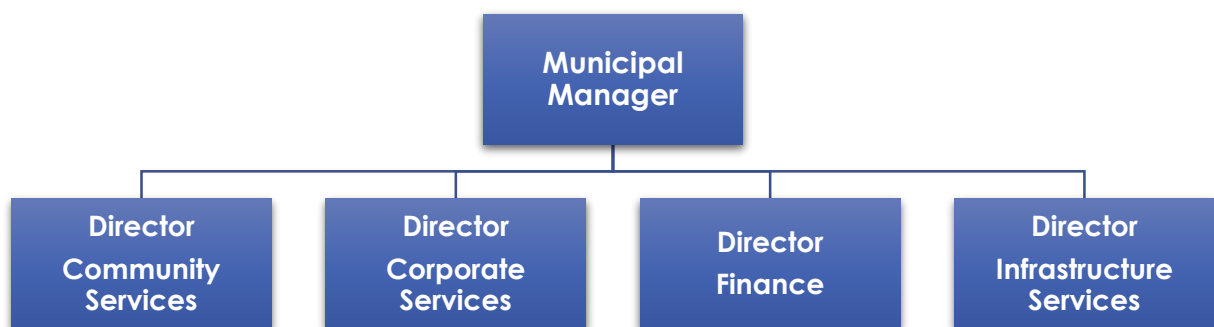 Municipal
Manager
Director
Community
Services
Director
Corporate
Services
Director
Finance
Director
Infrastructure
Services